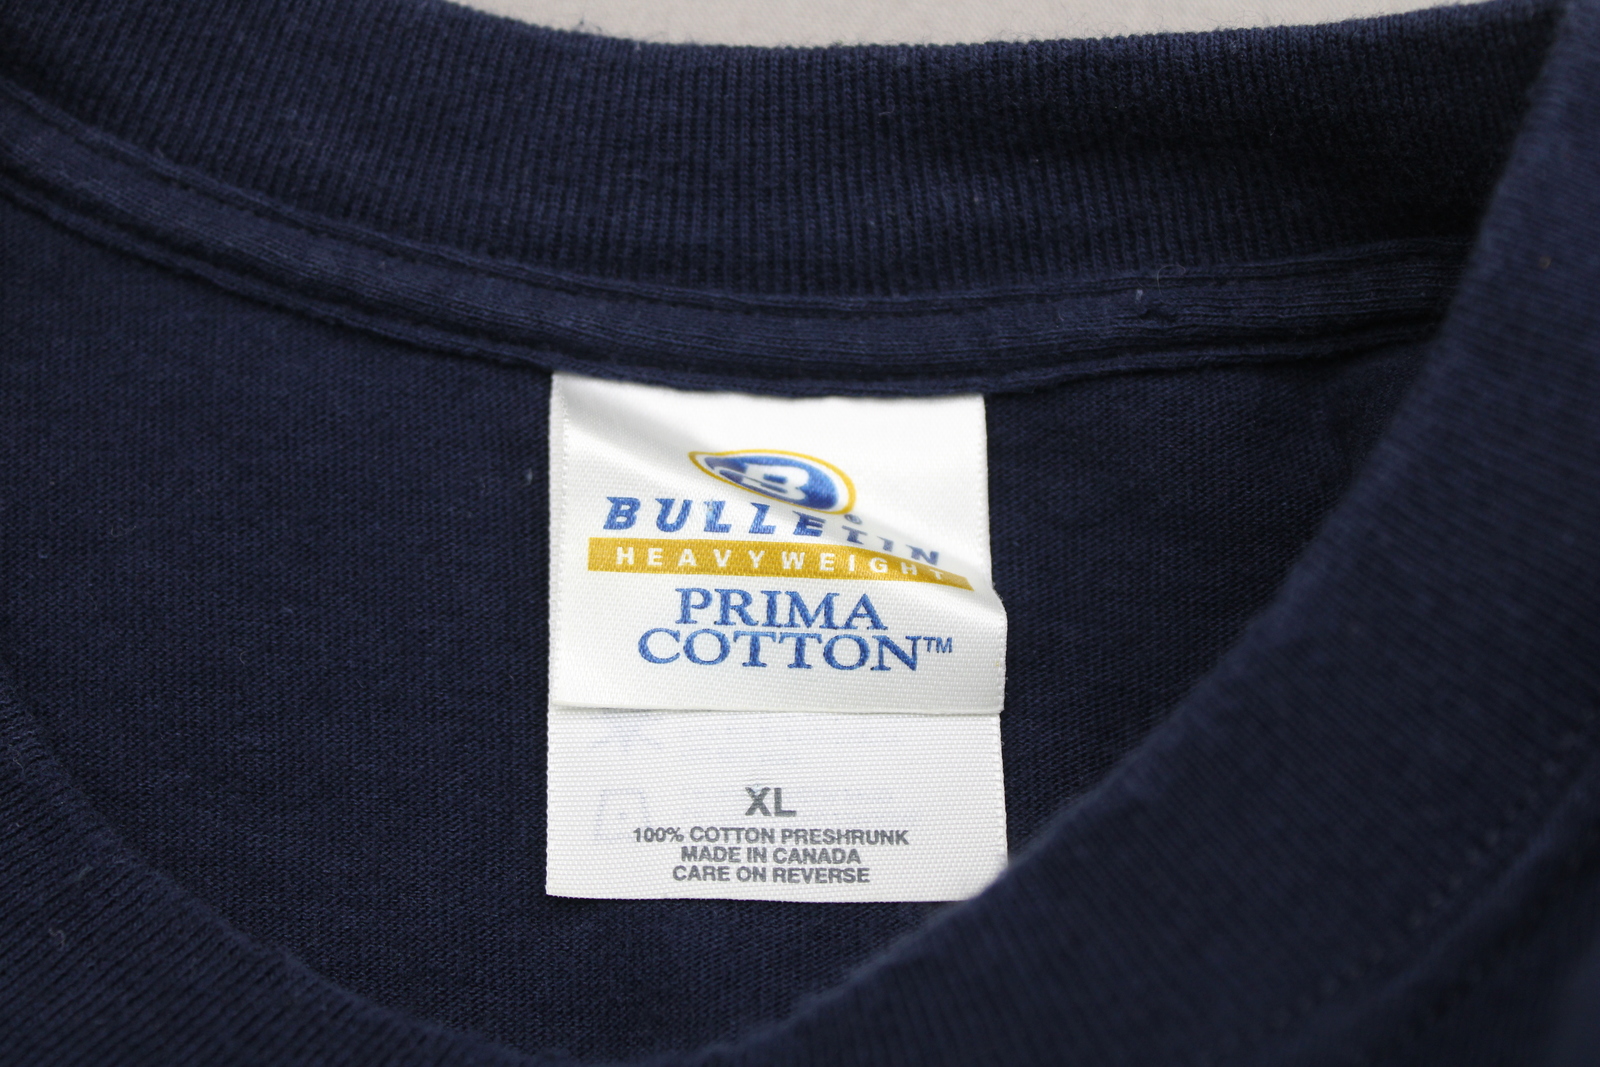 B
BULLETIN®
HEAVYWEIGHT
PRIMA
COTTON™
XL
100% COTTON PRESHRUNK
MADE IN CANADA
CARE ON REVERSE